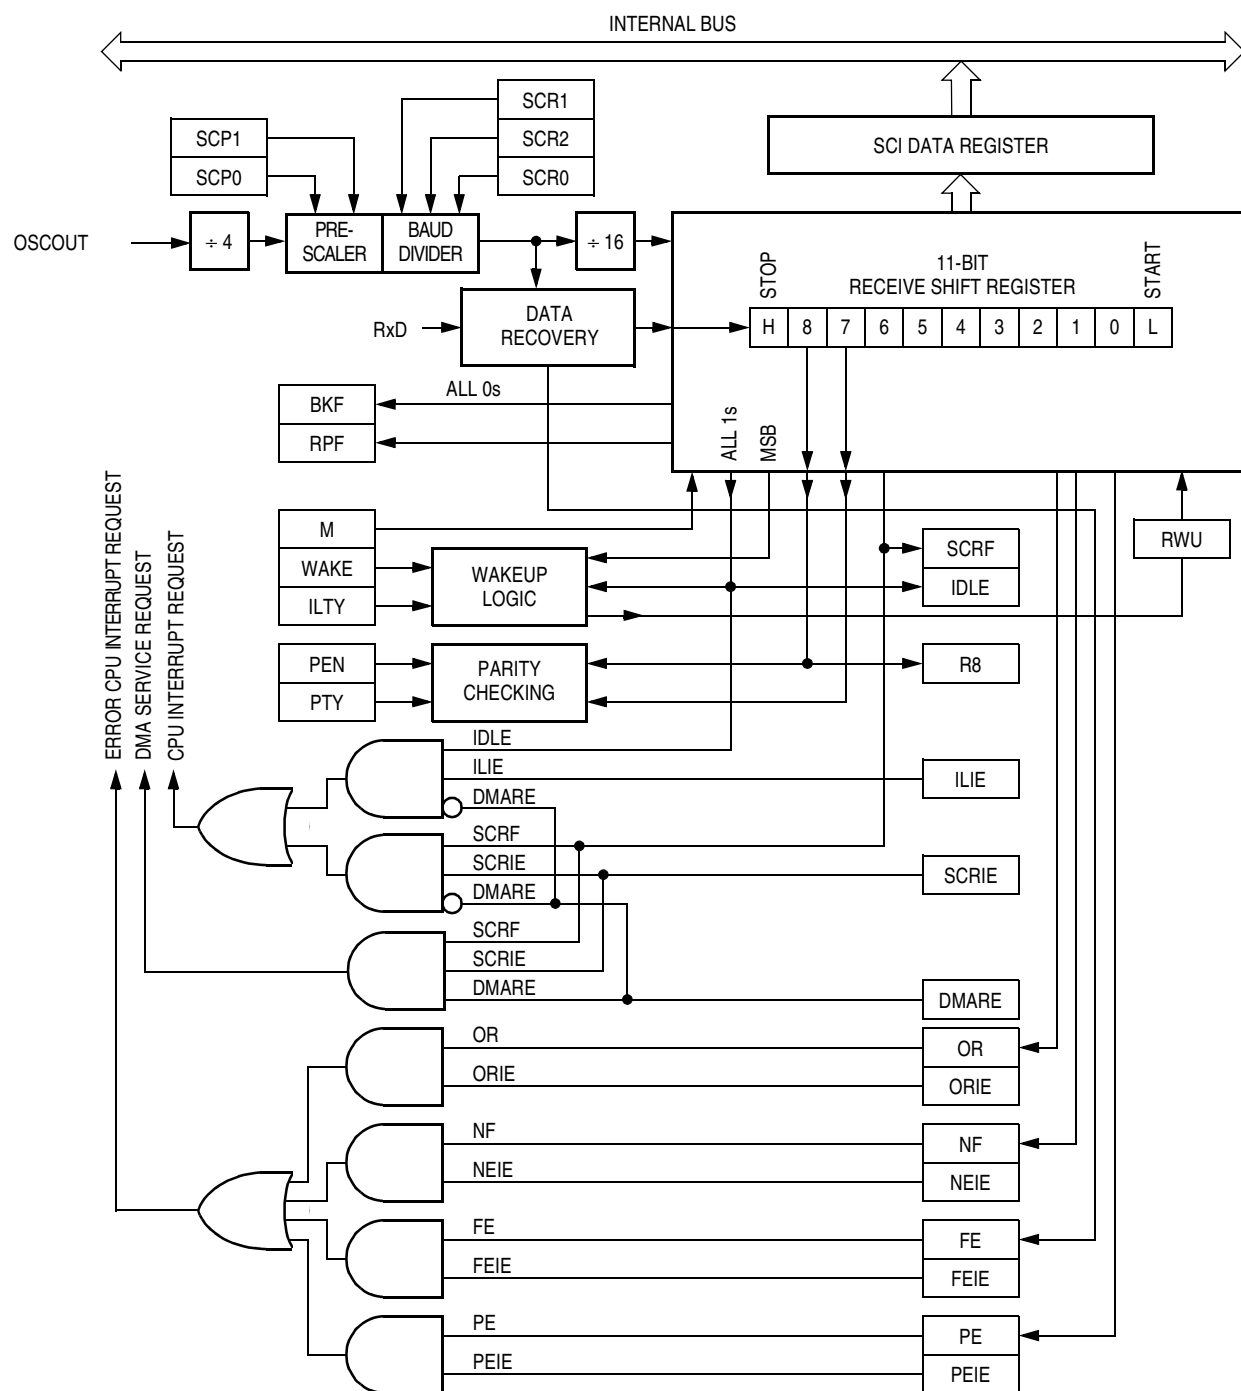 INTERNAL BUS
SCR1
SCR2
SCR0
SCP1
SCP0
SCI DATA REGISTER
OSCOUT
÷ 4
PRE-
SCALER
BAUD
DIVIDER
÷ 16
STOP
11-BIT
RECEIVE SHIFT REGISTER
START
H 8 7 6 5 4 3 2 1 0 L
RxD
DATA
RECOVERY
ALL 0s
BKF
RPF
ALL 1s
MSB
M
WAKE
ILTY
WAKEUP
LOGIC
SCRF
IDLE
RWU
PEN
PTY
PARITY
CHECKING
R8
ERROR CPU INTERRUPT REQUEST
DMA SERVICE REQUEST
CPU INTERRUPT REQUEST
IDLE
ILIE
DMARE
ILIE
SCRF
SCRIE
DMARE
SCRIE
SCRF
SCRIE
DMARE
DMARE
OR
ORIE
OR
ORIE
NF
NEIE
NF
NEIE
FE
FEIE
FE
FEIE
PE
PEIE
PE
PEIE